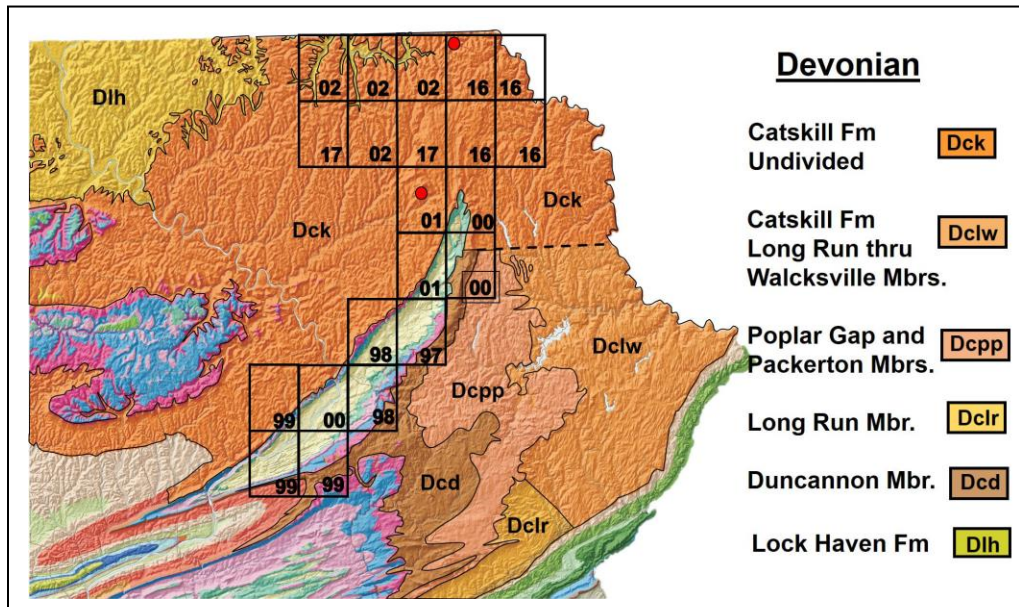 Devonian
Catskill Fm
Undivided
Dck
Catskill Fm
Long Run thru
Walcksville Mbrs.
Dclw
Poplar Gap and
Packerton Mbrs.
Dcpp
Long Run Mbr.
Dclr
Duncannon Mbr.
Dcd
Lock Haven Fm
Dlh
Dlh
02 02 02 16 16
17 02 17 16 16
Dck
Dck
01 00
01 00
98 97
Dclw
Dcpp
99 00 98
99 99
Dcd
Dclr